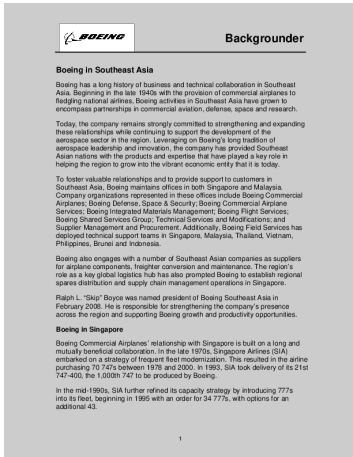 BOEING
Backgrounder
Boeing in Southeast Asia
Boeing has a long history of business and technical collaboration in Southeast
Asia. Beginning in the late 1940s with the provision of commercial airplanes to
fledgling national airlines, Boeing activities in Southeast Asia have grown to
encompass partnerships in commercial aviation, defense, space and research.
Today, the company remains strongly committed to strengthening and expanding
these relationships while continuing to support the development of the
aerospace sector in the region. Leveraging on Boeing's long tradition of
aerospace leadership and innovation, the company has provided Southeast
Asian nations with the products and expertise that have played a key role in
helping the region to grow into the vibrant economic entity that it is today.
To foster valuable relationships and to provide support to customers in
Southeast Asia, Boeing maintains offices in both Singapore and Malaysia.
Company organizations represented in these offices include Boeing Commercial
Airplanes; Boeing Defense, Space & Security; Boeing Commercial Airplane
Services; Boeing Integrated Materials Management; Boeing Flight Services;
Boeing Shared Services Group; Technical Services and Modifications; and
Supplier Management and Procurement. Additionally, Boeing Field Services has
deployed technical support teams in Singapore, Malaysia, Thailand, Vietnam,
Philippines, Brunei and Indonesia.
Boeing also engages with a number of Southeast Asian companies as suppliers
for airplane components, freighter conversion and maintenance. The region's
role as a key global logistics hub has also prompted Boeing to establish regional
spares distribution and supply chain management operations in Singapore.
Ralph L. "Skip" Boyce was named president of Boeing Southeast Asia in
February 2008. He is responsible for strengthening the company's presence
across the region and supporting Boeing growth and productivity opportunities.
Boeing in Singapore
Boeing Commercial Airplanes' relationship with Singapore is built on a long and
mutually beneficial collaboration. In the late 1970s, Singapore Airlines (SIA)
embarked on a strategy of frequent fleet modernization. This resulted in the airline
purchasing 70 747s between 1978 and 2000. In 1993, SIA took delivery of its 21st
747-400, the 1,000th 747 to be produced by Boeing.
In the mid-1990s, SIA further refined its capacity strategy by introducing 777s
into its fleet, beginning in 1995 with an order for 34 777s, with options for an
additional 43.
1